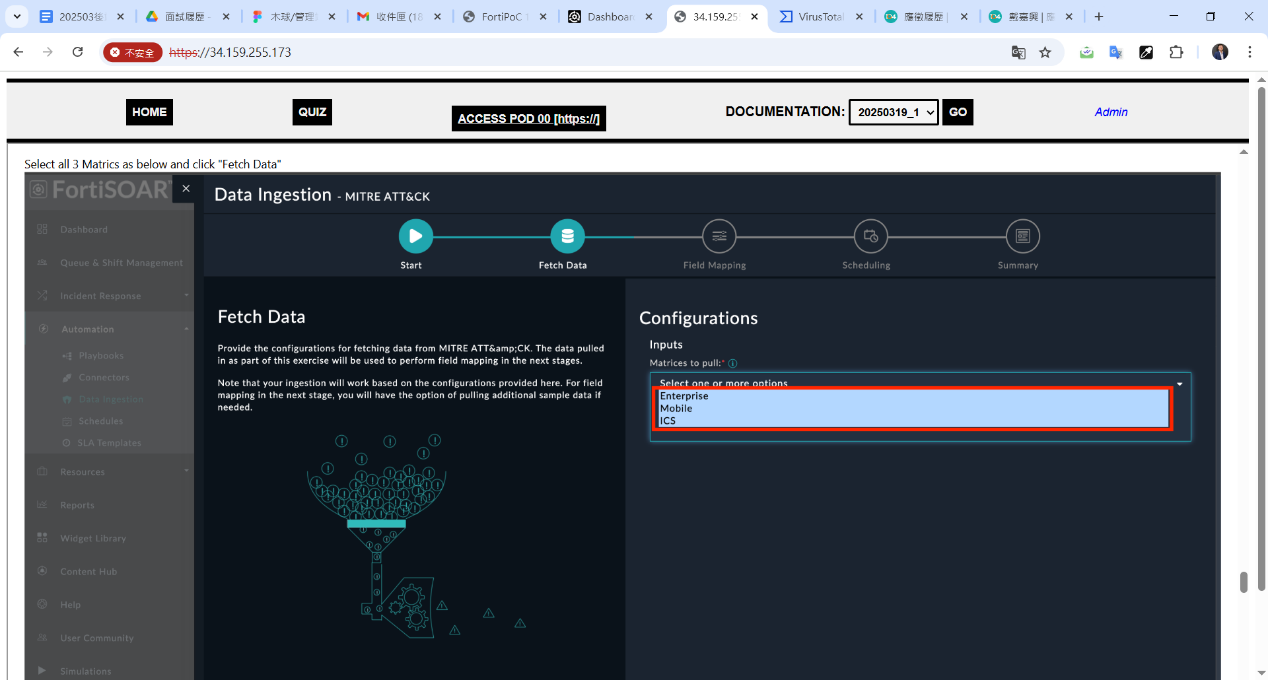 202503後
面試履歷 -
木球/管理
收件匣 (18
FortiPoC
Dashboar
34.159.25
VirusTotal
應徵履歷
戴嘉興 |
不安全 https://34.159.255.173
HOME QUIZ ACCESS POD 00 [https://] DOCUMENTATION: 20250319_1 GO Admin
Select all 3 Matrics as below and click "Fetch Data"
FortiSOAR
Data Ingestion - MITRE ATT&CK
Start Fetch Data Field Mapping Scheduling Summary
Dashboard
Queue & Shift Management
Incident Response
Automation
Playbooks
Connectors
Data Ingestion
Schedules
SLA Templates
Resources
Reports
Widget Library
Content Hub
Help
User Community
Simulations
Fetch Data
Provide the configurations for fetching data from MITRE ATT&amp;CK. The data pulled
in as part of this exercise will be used to perform field mapping in the next stages.
Note that your ingestion will work based on the configurations provided here. For field
mapping in the next stage, you will have the option of pulling additional sample data if
needed.
Configurations
Inputs
Matrices to pull:*
Select one or more options
Enterprise
Mobile
ICS